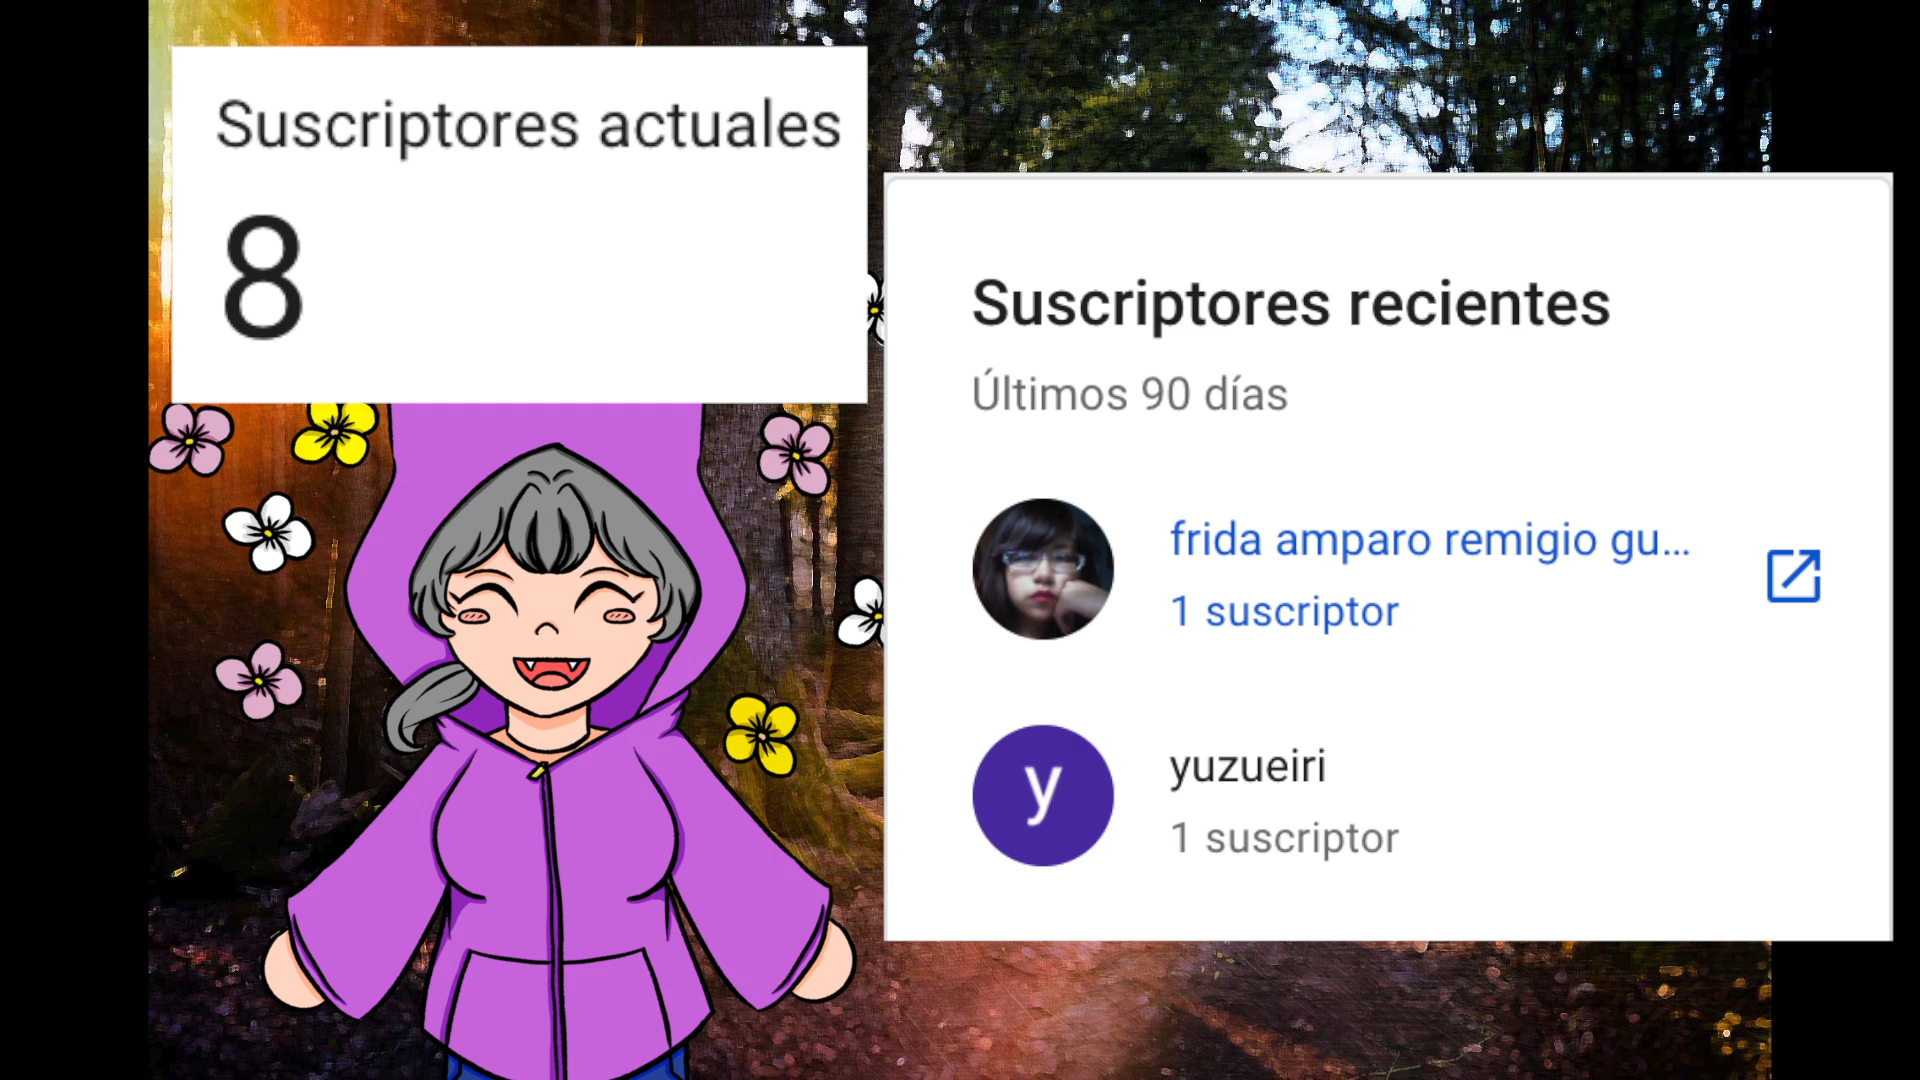 Suscriptores actuales
8
Suscriptores recientes
Últimos 90 días
frida amparo remigio gu...
1 suscriptor
y
yuzueiri
1 suscriptor